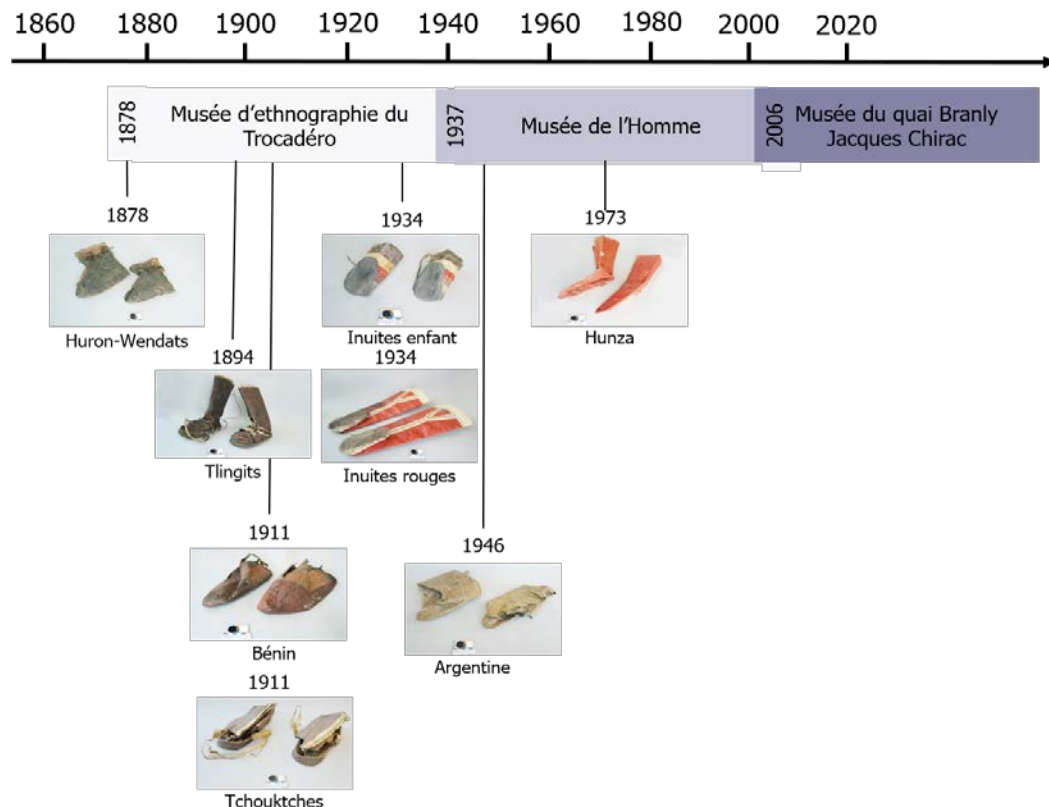 1860 1880 1900 1920 1940 1960 1980 2000 2020
1878
Musée d'ethnographie du
Trocadéro
1937
Musée de l'Homme
2006
Musée du quai Branly
Jacques Chirac
1878
Huron-Wendats
1894
Tlingits
1911
Bénin
1911
Tchouktches
1934
Inuites enfant
1934
Inuites rouges
1946
Argentine
1973
Hunza